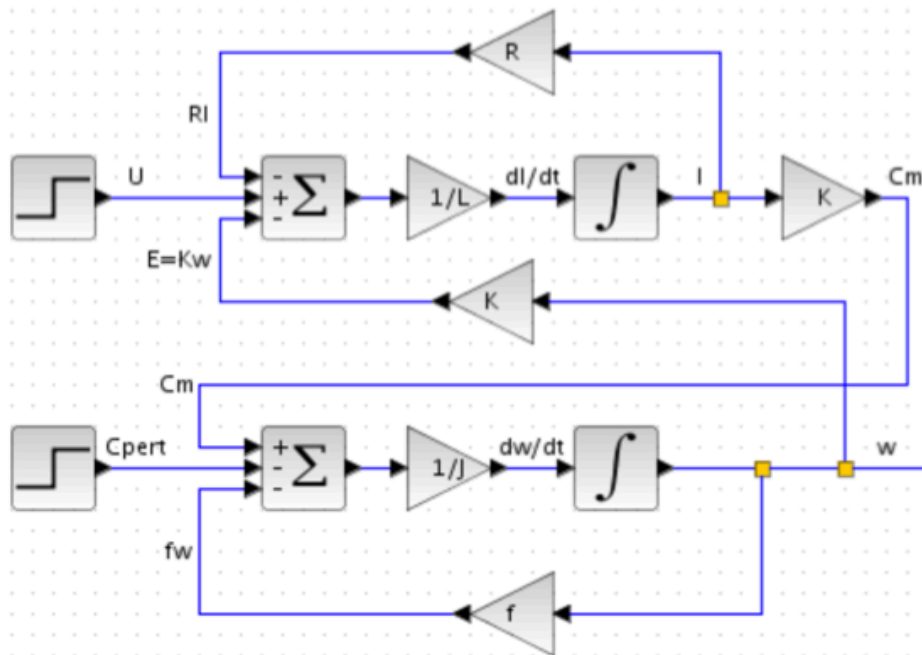 R
RI
U
-
+
-
Σ
1/L
dI/dt
∫
I
K
Cm
E=Kw
K
Cm
Cpert
+
-
-
Σ
1/J
dw/dt
∫
w
fw
f